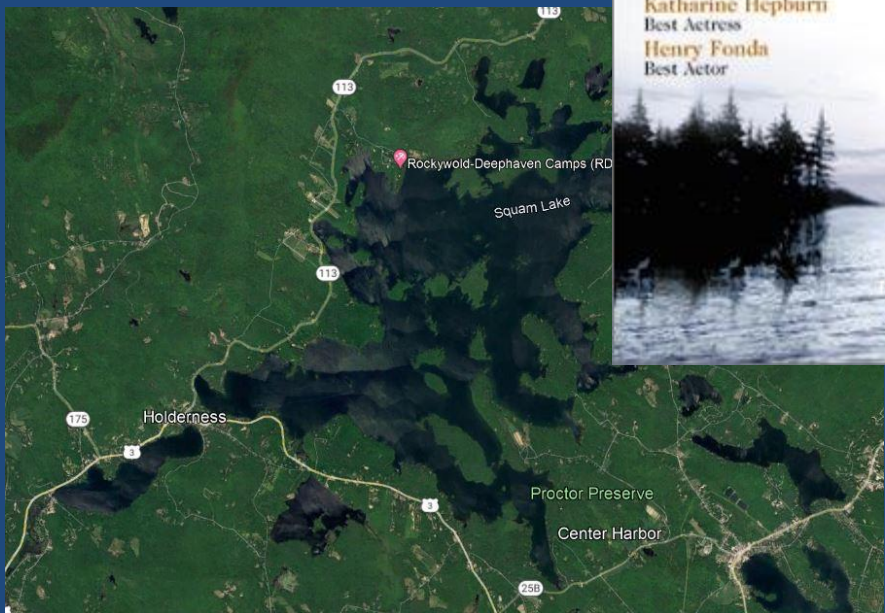 Katharine Hepburn
Best Actress
Henry Fonda
Best Actor
113
113
Rockywold-Deephaven Camps (RD
Squam Lake
113
175
Holderness
3
3
Proctor Preserve
Center Harbor
25B